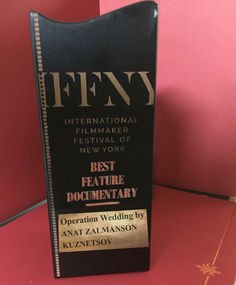 IFFNY
INTERNATIONAL
FILMMAKER
FESTIVAL OF
NEW YORK
BEST
FEATURE
DOCUMENTARY
Operation Wedding by
ANAT ZALMANSON
KUZNETSOV